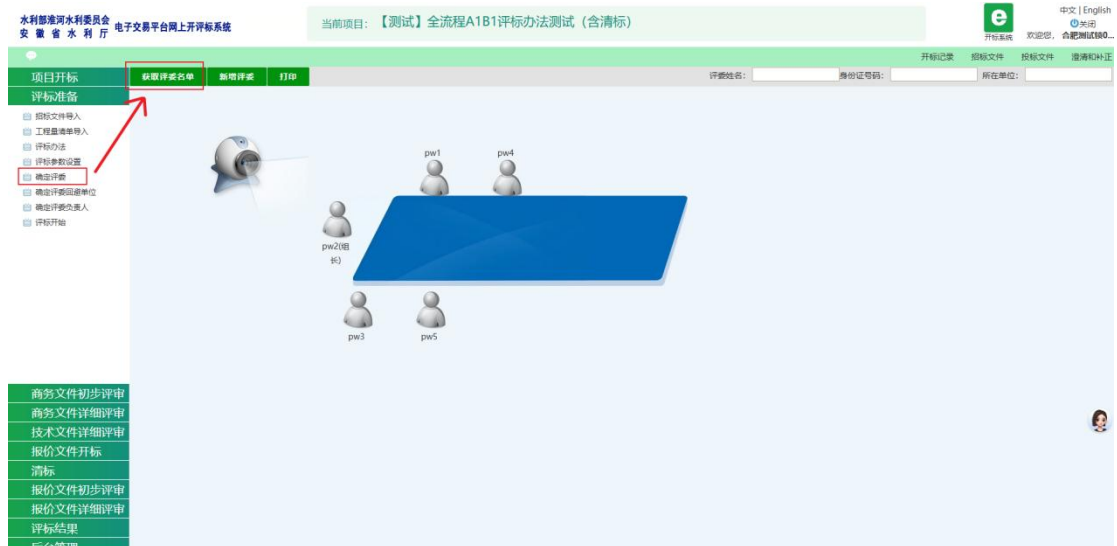 水利部淮河水利委员会
安徽省水利厅
电子交易平台网上开评标系统
当前项目：【测试】全流程A1B1评标办法测试（含清标）
e
开标系统
中文 | English
关闭
欢迎您，合肥测试锁0...
开标记录 招标文件 投标文件 澄清和补正
项目开标
获取评委名单 新增评委 打印
评委姓名： 身份证号码： 所在单位：
评标准备
招标文件导入
工程量清单导入
评标办法
评标参数设置
确定评委
确定评委回避单位
确定评委负责人
评标开始
pw1 pw4
pw2(组
长)
pw3 pw5
商务文件初步评审
商务文件详细评审
技术文件详细评审
报价文件开标
清标
报价文件初步评审
报价文件详细评审
评标结果
后台管理